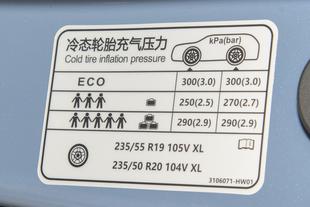 冷态轮胎充气压力
kPa(bar)
Cold tire inflation pressure
ECO 300(3.0) 300(3.0)
250(2.5) 270(2.7)
290(2.9) 290(2.9)
235/55 R19 105V XL
235/50 R20 104V XL
3106071-HW01